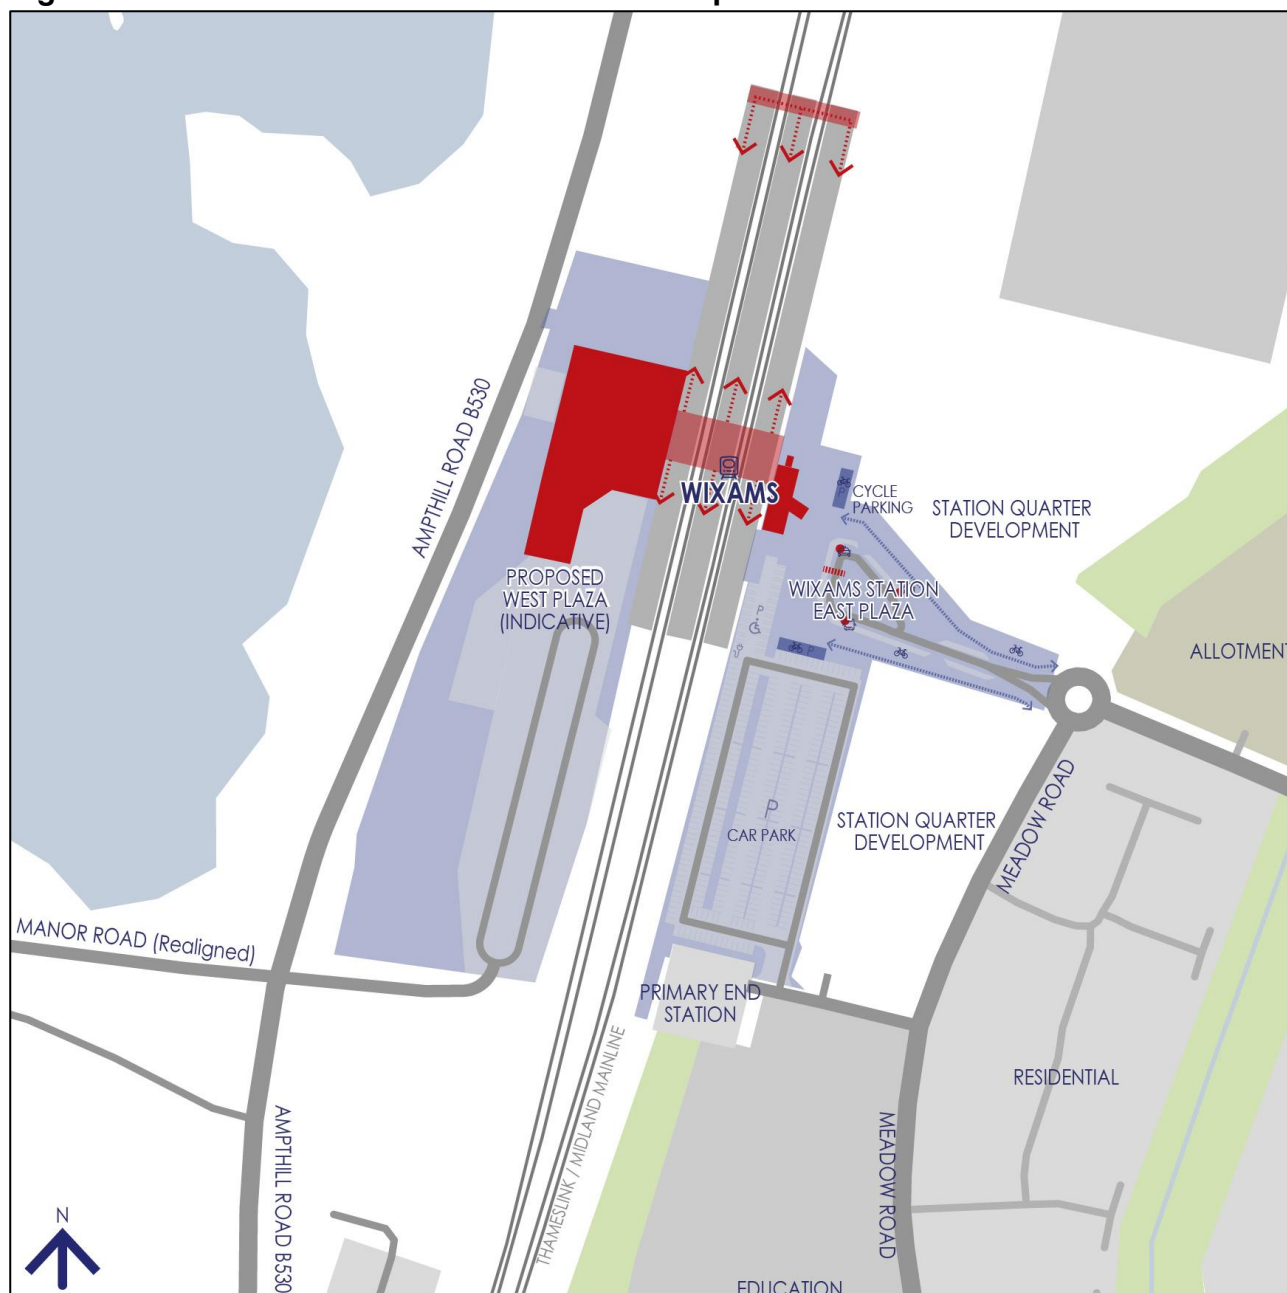 AMPTHILL ROAD B530
WIXAMS
CYCLE
PARKING
STATION QUARTER
DEVELOPMENT
PROPOSED
WEST PLAZA
(INDICATIVE)
WIXAMS STATION
EAST PLAZA
P
P
P
ALLOTMENT
MEADOW ROAD
P
CAR PARK
STATION QUARTER
DEVELOPMENT
MANOR ROAD (Realigned)
PRIMARY END
STATION
THAMESLINK / MIDLAND MAINLINE
RESIDENTIAL
AMPTHILL ROAD B530
MEADOW ROAD
N
EDUCATION